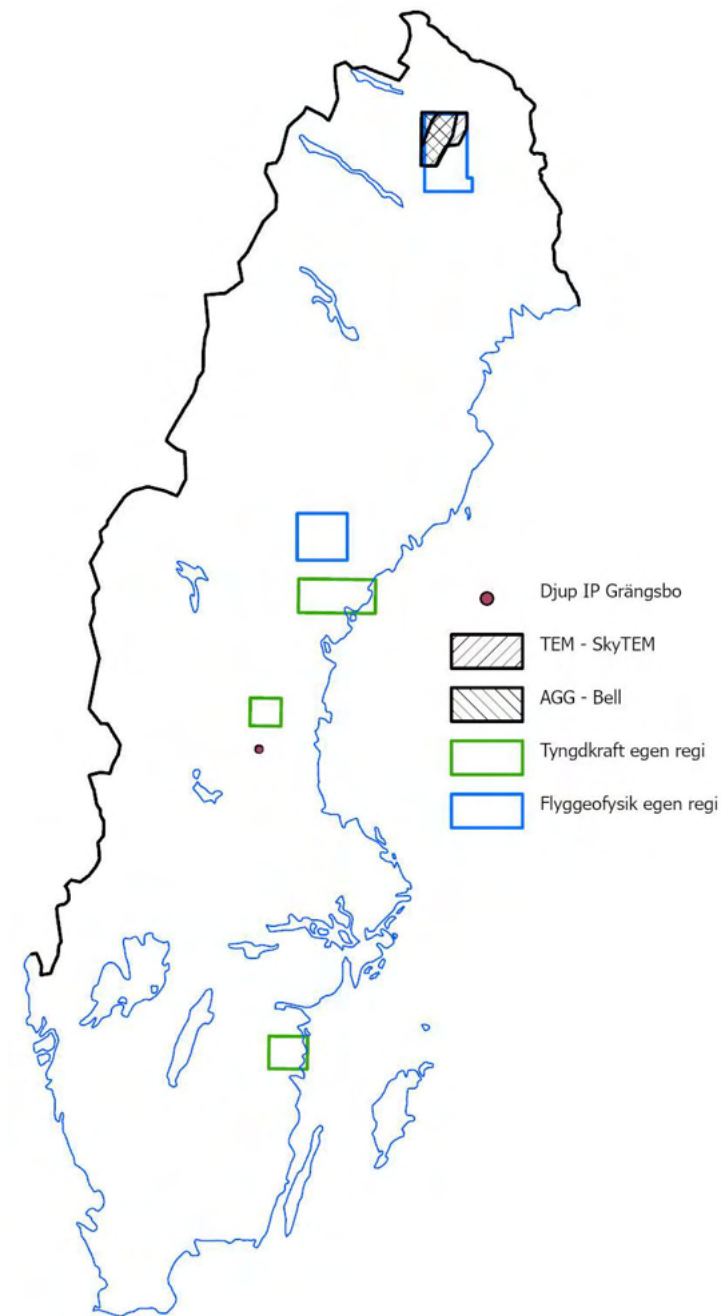 Djup IP Grängsbo
TEM - SkyTEM
AGG - Bell
Tyngdkraft egen regi
Flyggeofysik egen regi